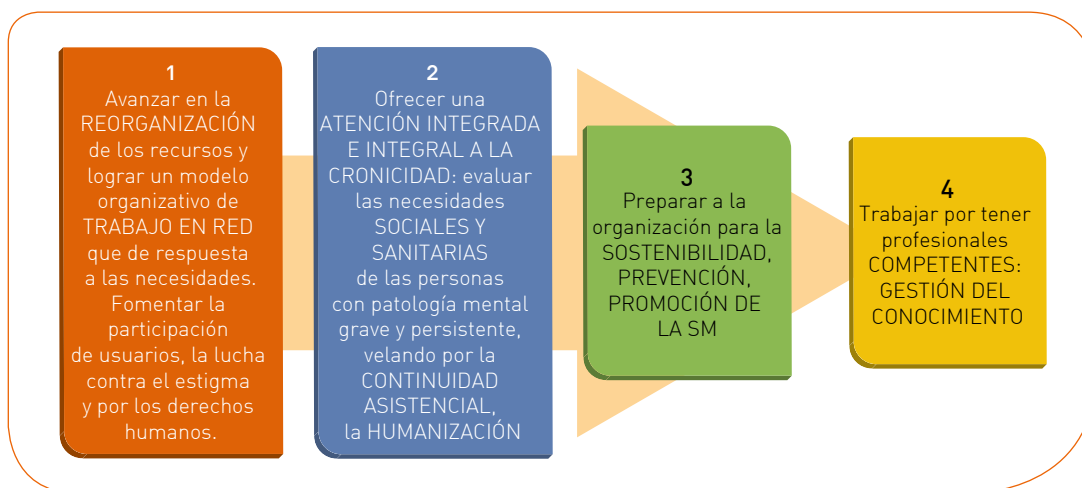 1
Avanzar en la
REORGANIZACIÓN
de los recursos y
lograr un modelo
organizativo de
TRABAJO EN RED
que de respuesta
a las necesidades.
Fomentar la
participación
de usuarios, la lucha
contra el estigma
y por los derechos
humanos.
2
Ofrecer una
ATENCIÓN INTEGRADA
E INTEGRAL A LA
CRONICIDAD: evaluar
las necesidades
SOCIALES Y
SANITARIAS
de las personas
con patología mental
grave y persistente,
velando por la
CONTINUIDAD
ASISTENCIAL,
la HUMANIZACIÓN
3
Preparar a la
organización para la
SOSTENIBILIDAD,
PREVENCIÓN,
PROMOCIÓN DE
LA SM
4
Trabajar por tener
profesionales
COMPETENTES:
GESTIÓN DEL
CONOCIMIENTO